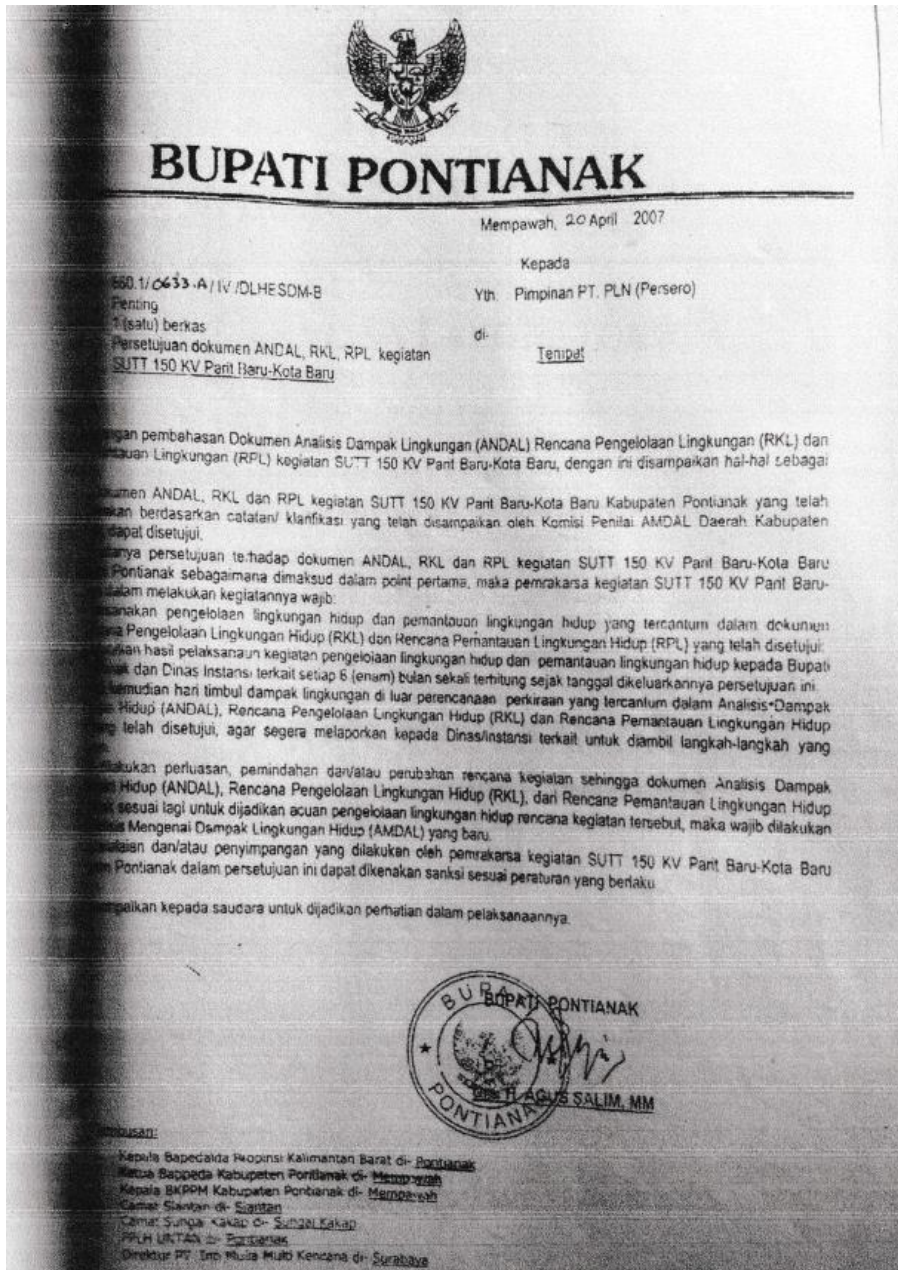 BUPATI PONTIANAK
Mempawah, 20 April 2007
Kepada
660.1/0633-A/IV/DLHESDM-B
Yth. Pimpinan PT. PLN (Persero)
Penting
1 (satu) berkas
di-
Persetujuan dokumen ANDAL, RKL, RPL kegiatan
Tempat
SUTT 150 KV Parit Baru-Kota Baru
pembahasan Dokumen Analisis Dampak Lingkungan (ANDAL) Rencana Pengelolaan Lingkungan (RKL) dan
Lingkungan (RPL) kegiatan SUTT 150 KV Parit Baru-Kota Baru, dengan ini disampaikan hal-hal sebagai
ANDAL, RKL dan RPL kegiatan SUTT 150 KV Parit Baru-Kota Baru Kabupaten Pontianak yang telah
berdasarkan catatan/ klarifikasi yang telah disampaikan oleh Komisi Penilai AMDAL Daerah Kabupaten
dapat disetujui.
persetujuan terhadap dokumen ANDAL, RKL dan RPL kegiatan SUTT 150 KV Parit Baru-Kota Baru
Pontianak sebagaimana dimaksud dalam point pertama, maka pemrakarsa kegiatan SUTT 150 KV Parit Baru-
dalam melakukan kegiatannya wajib:
pengelolaan lingkungan hidup dan pemantauan lingkungan hidup yang tercantum dalam dokumen
Pengelolaan Lingkungan Hidup (RKL) dan Rencana Pemantauan Lingkungan Hidup (RPL) yang telah disetujui.
hasil pelaksanaan kegiatan pengelolaan lingkungan hidup dan pemantauan lingkungan hidup kepada Bupati
dan Dinas Instansi terkait setiap 6 (enam) bulan sekali terhitung sejak tanggal dikeluarkannya persetujuan ini.
kemudian hari timbul dampak lingkungan di luar perencanaan perkiraan yang tercantum dalam Analisis Dampak
Hidup (ANDAL), Rencana Pengelolaan Lingkungan Hidup (RKL) dan Rencana Pemantauan Lingkungan Hidup
telah disetujui, agar segera melaporkan kepada Dinas/instansi terkait untuk diambil langkah-langkah yang
perluasan, pemindahan dan/atau perubahan rencana kegiatan sehingga dokumen Analisis Dampak
Hidup (ANDAL), Rencana Pengelolaan Lingkungan Hidup (RKL), dan Rencana Pemantauan Lingkungan Hidup
sesuai lagi untuk dijadikan acuan pengelolaan lingkungan hidup rencana kegiatan tersebut, maka wajib dilakukan
Mengenai Dampak Lingkungan Hidup (AMDAL) yang baru.
dan/atau penyimpangan yang dilakukan oleh pemrakarsa kegiatan SUTT 150 KV Parit Baru-Kota Baru
Pontianak dalam persetujuan ini dapat dikenakan sanksi sesuai peraturan yang berlaku
kepada saudara untuk dijadikan perhatian dalam pelaksanaannya.
BUPATI PONTIANAK
BUPATI
PONTIANAK
Drs. H. AGUS SALIM, MM
Kepala Bapedalda Propinsi Kalimantan Barat di- Pontianak
Ketua Bappeda Kabupaten Pontianak di- Mempawah
Kepala BKPPM Kabupaten Pontianak di- Mempawah
Camat Siantan di- Siantan
Camat Sungai Kakap di- Sungai Kakap
PPLH UNTAN di- Pontianak
Direktur PT. Multi Kencana di- Surabaya